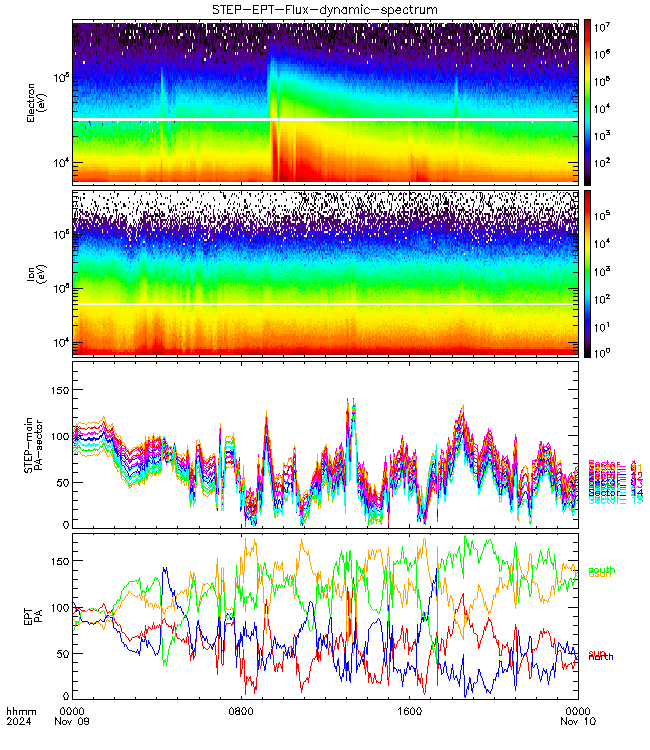 STEP-EPT-Flux-dynamic-spectrum
Electron
(eV)
10⁵
10⁴
10⁷
10⁶
10⁵
10⁴
10³
10²
Ion
(eV)
10⁶
10⁵
10⁴
10⁵
10⁴
10³
10²
10¹
10⁰
STEP-main
PA-sector
150
100
50
0
Sector 14
EPT
PA
150
100
50
0
south
asun
sun
north
hhmm 0000 0800 1600 0000
2024 Nov 09 Nov 10